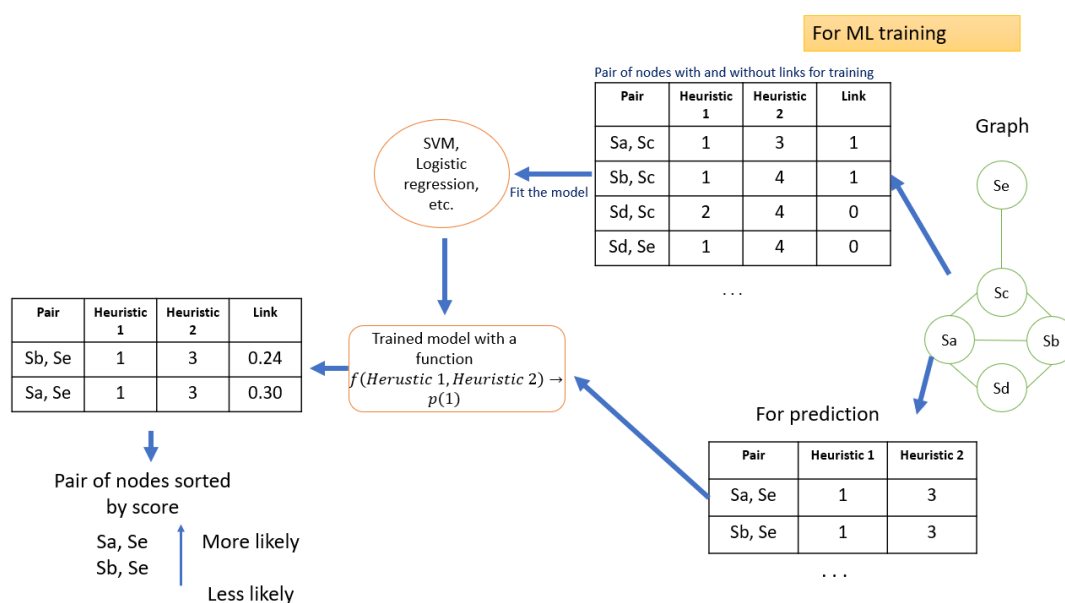 For ML training
Pair of nodes with and without links for training
Pair Heuristic 1 Heuristic 2 Link
Sa, Sc 1 3 1
Sb, Sc 1 4 1
Sd, Sc 2 4 0
Sd, Se 1 4 0
. . .
Graph
Se
Sc
Sa
Sb
Sd
SVM,
Logistic
regression,
etc.
Fit the model
Trained model with a
function
f(Herustic 1, Heuristic 2) →
p(1)
Pair Heuristic 1 Heuristic 2 Link
Sb, Se 1 3 0.24
Sa, Se 1 3 0.30
For prediction
Pair Heuristic 1 Heuristic 2
Sa, Se 1 3
Sb, Se 1 3
. . .
Pair of nodes sorted
by score
Sa, Se
Sb, Se
More likely
Less likely